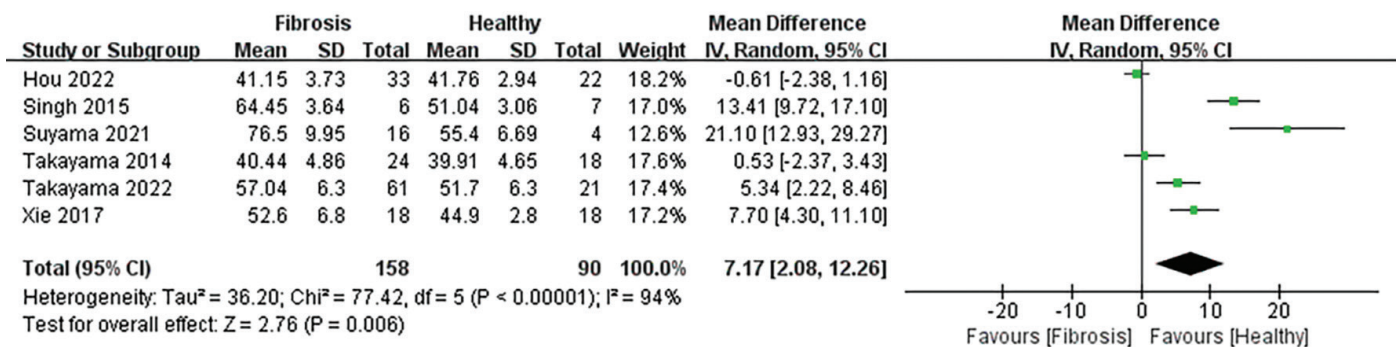 Fibrosis Healthy Mean Difference Mean Difference
Study or Subgroup Mean SD Total Mean SD Total Weight IV, Random, 95% CI IV, Random, 95% CI
Hou 2022 41.15 3.73 33 41.76 2.94 22 18.2% -0.61 [-2.38, 1.16]
Singh 2015 64.45 3.64 6 51.04 3.06 7 17.0% 13.41 [9.72, 17.10]
Suyama 2021 76.5 9.95 16 55.4 6.69 4 12.6% 21.10 [12.93, 29.27]
Takayama 2014 40.44 4.86 24 39.91 4.65 18 17.6% 0.53 [-2.37, 3.43]
Takayama 2022 57.04 6.3 61 51.7 6.3 21 17.4% 5.34 [2.22, 8.46]
Xie 2017 52.6 6.8 18 44.9 2.8 18 17.2% 7.70 [4.30, 11.10]
Total (95% CI) 158 90 100.0% 7.17 [2.08, 12.26]
Heterogeneity: Tau² = 36.20; Chi² = 77.42, df = 5 (P < 0.00001); I² = 94%
Test for overall effect: Z = 2.76 (P = 0.006)
-20 -10 0 10 20
Favours [Fibrosis] Favours [Healthy]